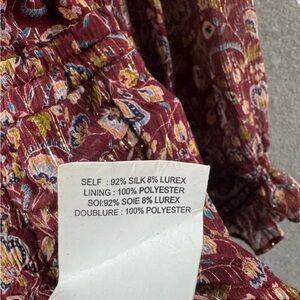 SELF : 92% SILK 8% LUREX
LINING : 100% POLYESTER
SOI:92% SOIE 8% LUREX
DOUBLURE : 100% POLYESTER